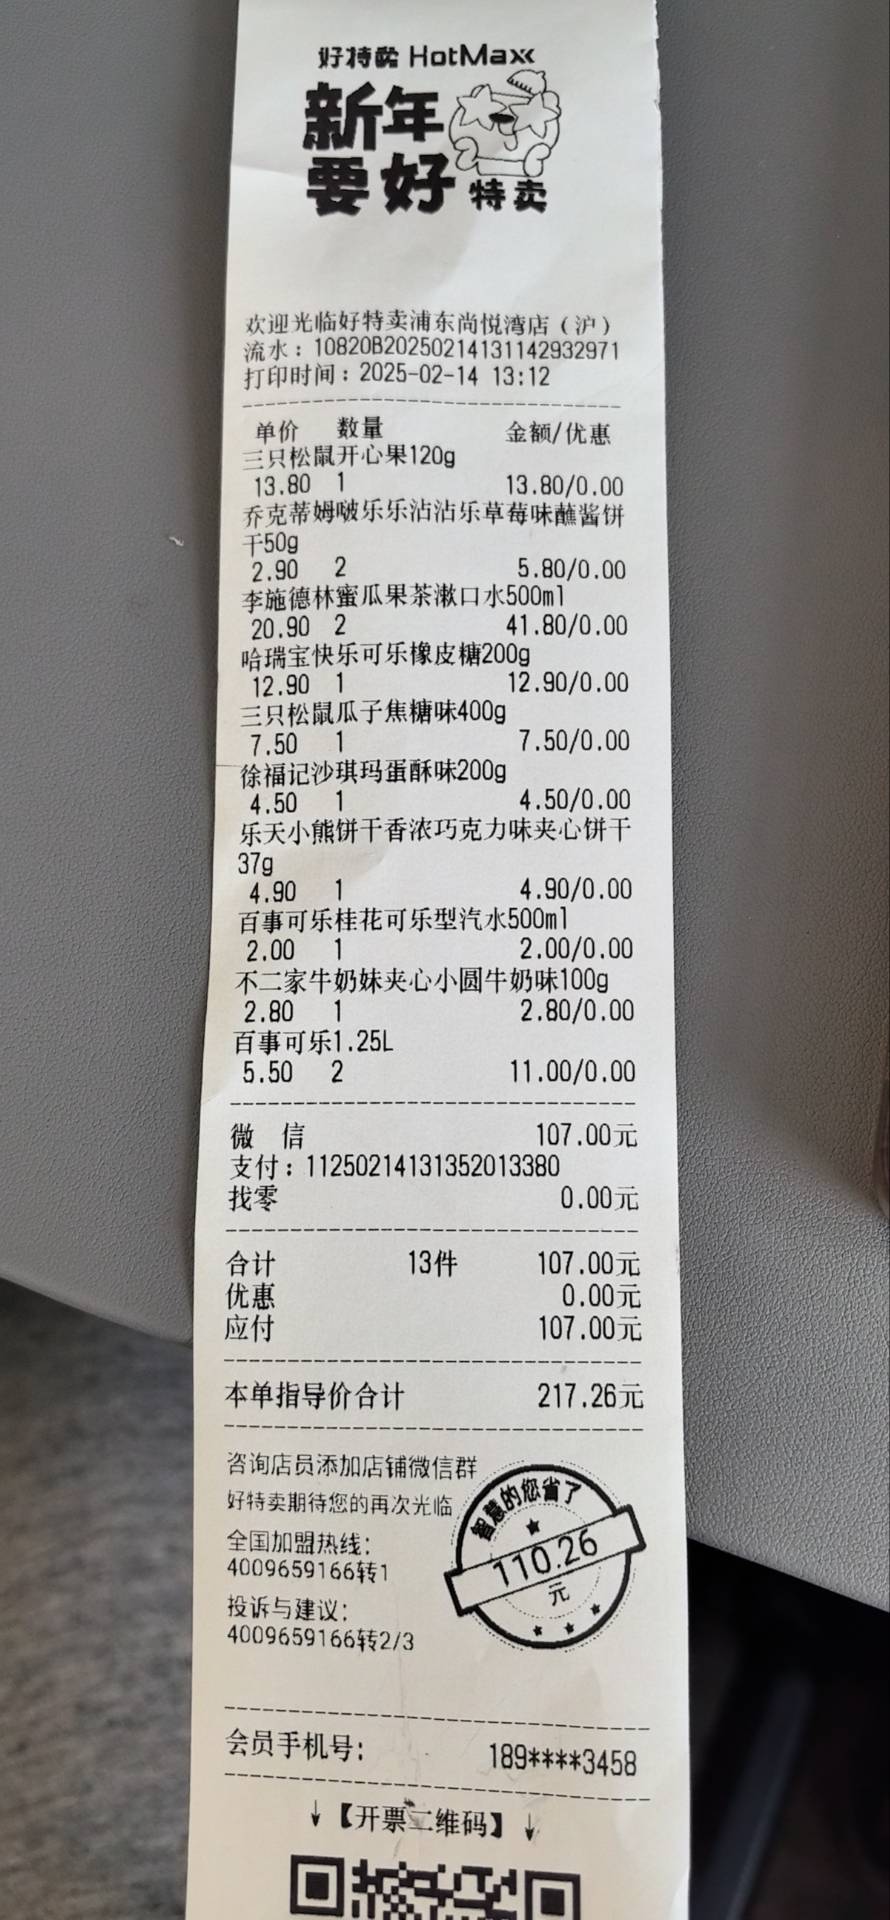 好特卖 HotMaxx
新年
要好特卖
欢迎光临好特卖浦东尚悦湾店（沪）
流水：10820B20250214131142932971
打印时间：2025-02-14 13:12
单价 数量 金额/优惠
三只松鼠开心果120g
13.80 1 13.80/0.00
乔克蒂姆啵乐乐沾沾乐草莓味蘸酱饼
干50g
2.90 2 5.80/0.00
李施德林蜜瓜果茶漱口水500ml
20.90 2 41.80/0.00
哈瑞宝快乐可乐橡皮糖200g
12.90 1 12.90/0.00
三只松鼠瓜子焦糖味400g
7.50 1 7.50/0.00
徐福记沙琪玛蛋酥味200g
4.50 1 4.50/0.00
乐天小熊饼干香浓巧克力味夹心饼干
37g
4.90 1 4.90/0.00
百事可乐桂花可乐型汽水500ml
2.00 1 2.00/0.00
不二家牛奶妹夹心小圆牛奶味100g
2.80 1 2.80/0.00
百事可乐1.25L
5.50 2 11.00/0.00
微 信 107.00元
支付：11250214131352013380
找零 0.00元
合计 13件 107.00元
优惠 0.00元
应付 107.00元
本单指导价合计 217.26元
咨询店员添加店铺微信群
好特卖期待您的再次光临
全国加盟热线：
4009659166转1
投诉与建议：
4009659166转2/3
智慧的您省了
110.26
元
会员手机号： 189****3458
↓【开票二维码】↓